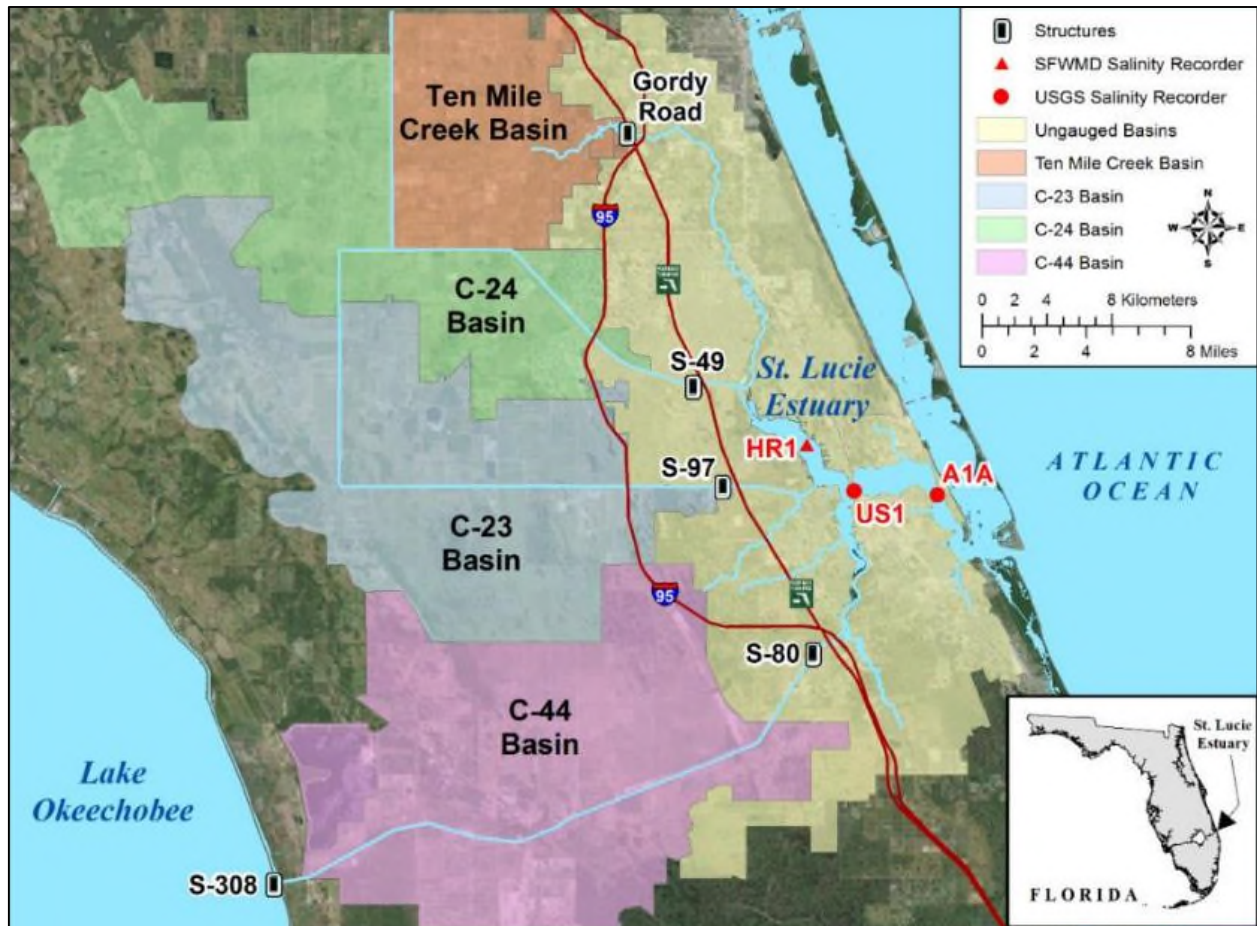 Structures
SFWMD Salinity Recorder
USGS Salinity Recorder
Ungauged Basins
Ten Mile Creek Basin
C-23 Basin
C-24 Basin
C-44 Basin
N
W
E
S
0 2 4 8 Kilometers
0 2 4 8 Miles
Gordy
Road
Ten Mile
Creek Basin
95
C-24
Basin
S-49
St. Lucie
Estuary
HR1
S-97
A1A
US1
ATLANTIC
OCEAN
C-23
Basin
95
S-80
C-44
Basin
Lake
Okeechobee
S-308
St. Lucie
Estuary
FLORIDA